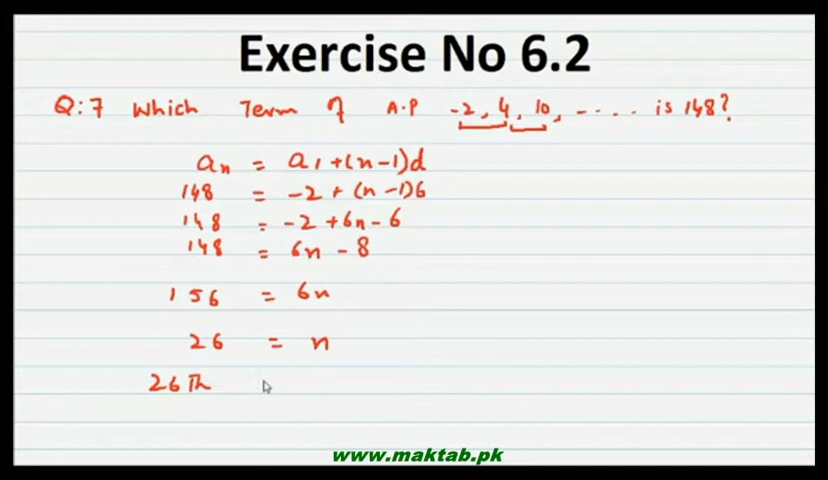 Exercise No 6.2
Q:7 Which Term of A.P -2, 4, 10, ..... is 148?
an = a1 + (n-1)d
148 = -2 + (n-1)6
148 = -2 + 6n - 6
148 = 6n - 8
156 = 6n
26 = n
26Th
www.maktab.pk